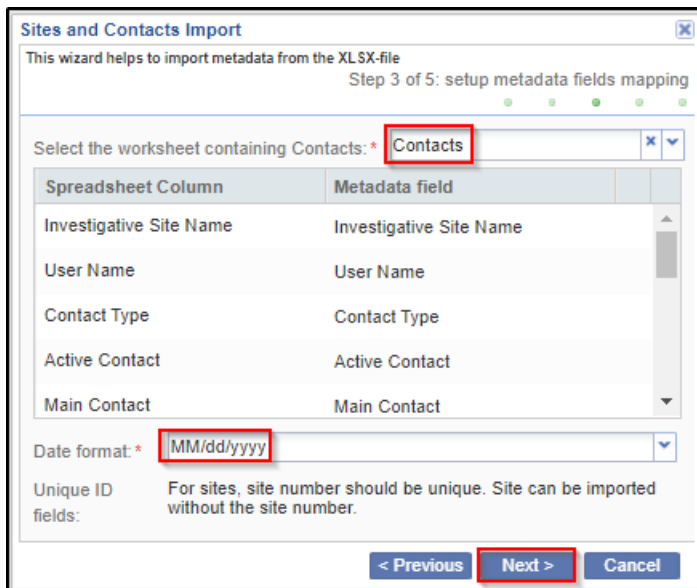 Sites and Contacts Import
This wizard helps to import metadata from the XLSX-file
Step 3 of 5: setup metadata fields mapping
Select the worksheet containing Contacts: * Contacts
Spreadsheet Column Metadata field
Investigative Site Name Investigative Site Name
User Name User Name
Contact Type Contact Type
Active Contact Active Contact
Main Contact Main Contact
Date format: * MM/dd/yyyy
Unique ID For sites, site number should be unique. Site can be imported
fields: without the site number.
< Previous Next > Cancel